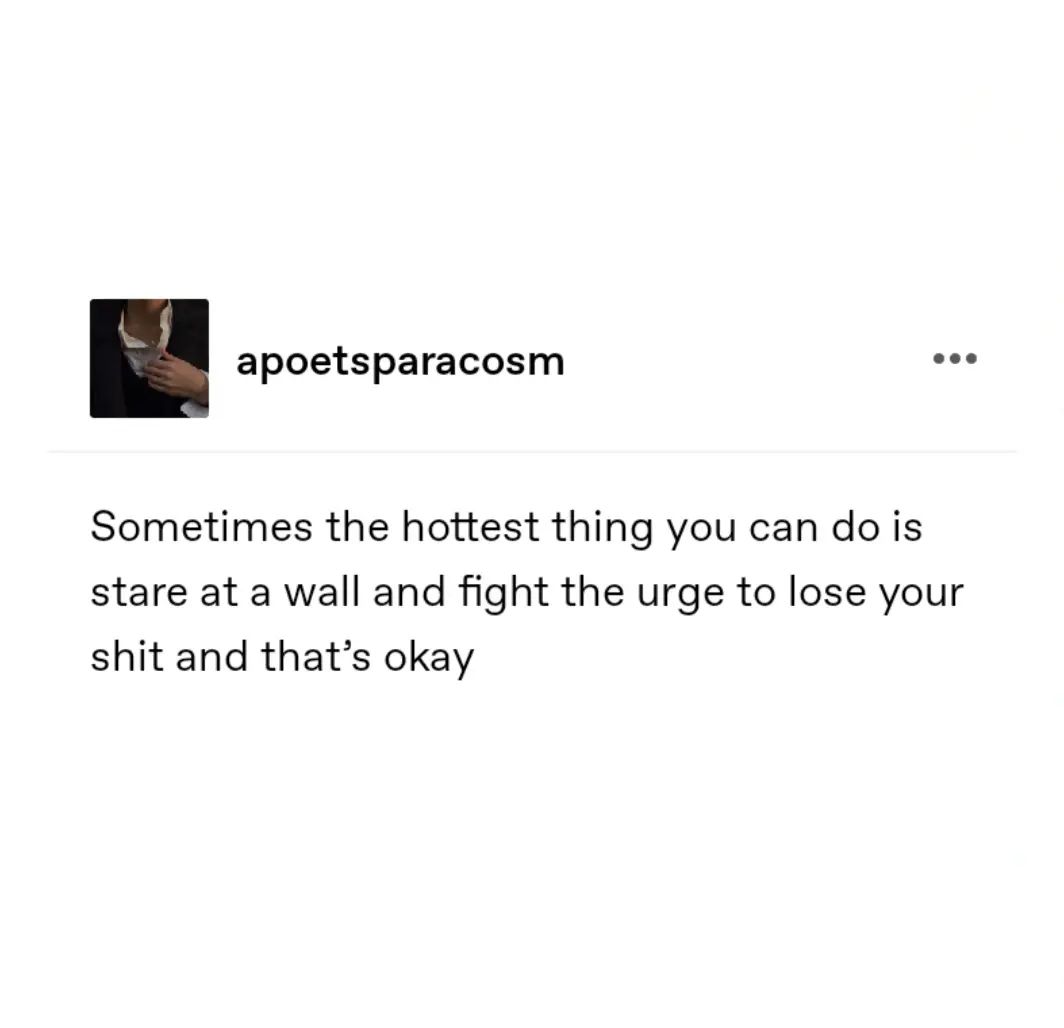 apoetsparacosm
Sometimes the hottest thing you can do is
stare at a wall and fight the urge to lose your
shit and that’s okay